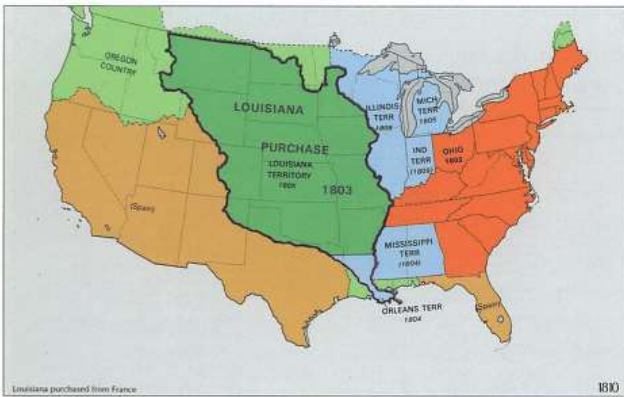 OREGON
COUNTRY
LOUISIANA
PURCHASE
LOUISIANA
TERRITORY
1803
ILLINOIS
TERR
MICH
TERR
1805
IND
TERR
OHIO
1803
(Spain)
MISSISSIPPI
TERR
(1804)
(Spain)
ORLEANS TERR
1804
Louisiana purchased from France
1810